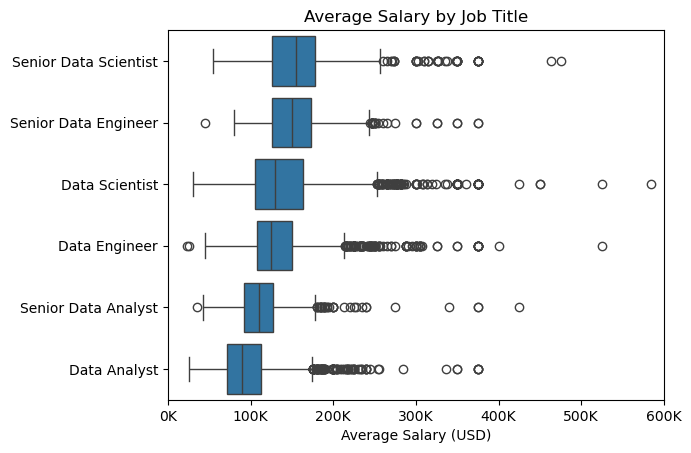 Average Salary by Job Title
Senior Data Scientist
Senior Data Engineer
Data Scientist
Data Engineer
Senior Data Analyst
Data Analyst
0K 100K 200K 300K 400K 500K 600K
Average Salary (USD)